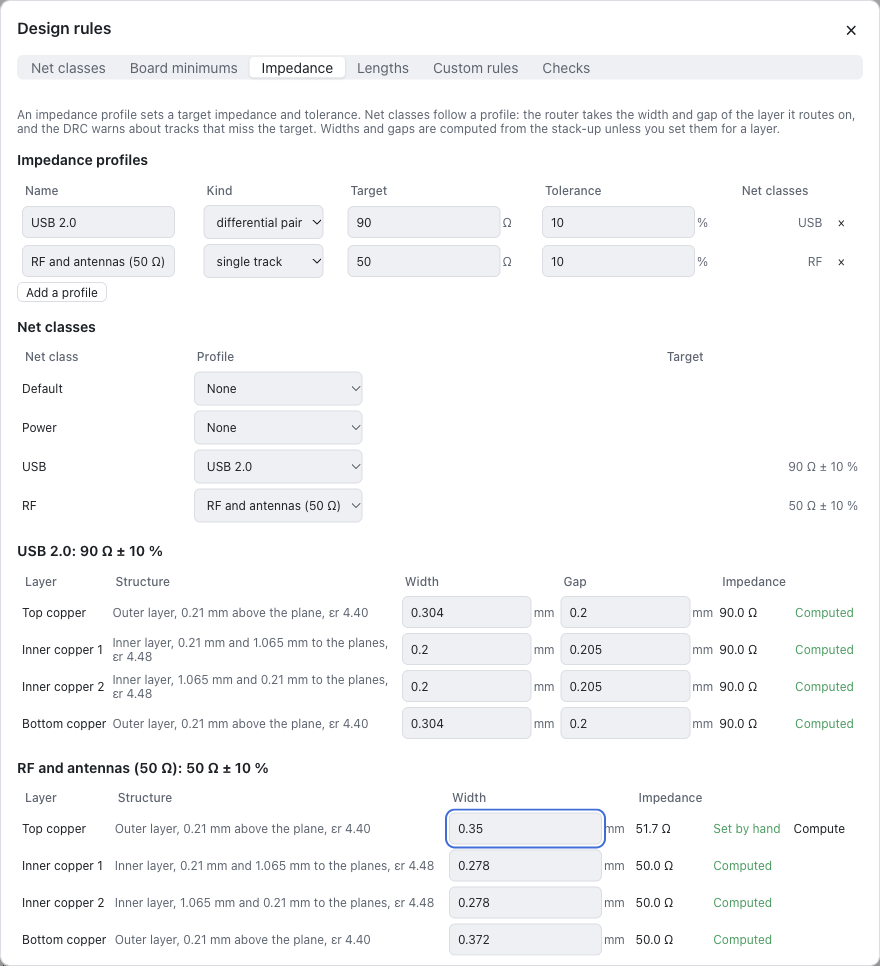 Design rules
×
Net classes Board minimums Impedance Lengths Custom rules Checks
An impedance profile sets a target impedance and tolerance. Net classes follow a profile: the router takes the width and gap of the layer it routes on,
and the DRC warns about tracks that miss the target. Widths and gaps are computed from the stack-up unless you set them for a layer.
Impedance profiles
Name Kind Target Tolerance Net classes
USB 2.0 differential pair 90 Ω 10 % USB ×
RF and antennas (50 Ω) single track 50 Ω 10 % RF ×
Add a profile
Net classes
Net class Profile Target
Default None
Power None
USB USB 2.0 90 Ω ± 10 %
RF RF and antennas (50 Ω) 50 Ω ± 10 %
USB 2.0: 90 Ω ± 10 %
Layer Structure Width Gap Impedance
Top copper Outer layer, 0.21 mm above the plane, εr 4.40 0.304 mm 0.2 mm 90.0 Ω Computed
Inner copper 1 Inner layer, 0.21 mm and 1.065 mm to the planes,
εr 4.48 0.2 mm 0.205 mm 90.0 Ω Computed
Inner copper 2 Inner layer, 1.065 mm and 0.21 mm to the planes,
εr 4.48 0.2 mm 0.205 mm 90.0 Ω Computed
Bottom copper Outer layer, 0.21 mm above the plane, εr 4.40 0.304 mm 0.2 mm 90.0 Ω Computed
RF and antennas (50 Ω): 50 Ω ± 10 %
Layer Structure Width Impedance
Top copper Outer layer, 0.21 mm above the plane, εr 4.40 0.35 mm 51.7 Ω Set by hand Compute
Inner copper 1 Inner layer, 0.21 mm and 1.065 mm to the planes, εr 4.48 0.278 mm 50.0 Ω Computed
Inner copper 2 Inner layer, 1.065 mm and 0.21 mm to the planes, εr 4.48 0.278 mm 50.0 Ω Computed
Bottom copper Outer layer, 0.21 mm above the plane, εr 4.40 0.372 mm 50.0 Ω Computed